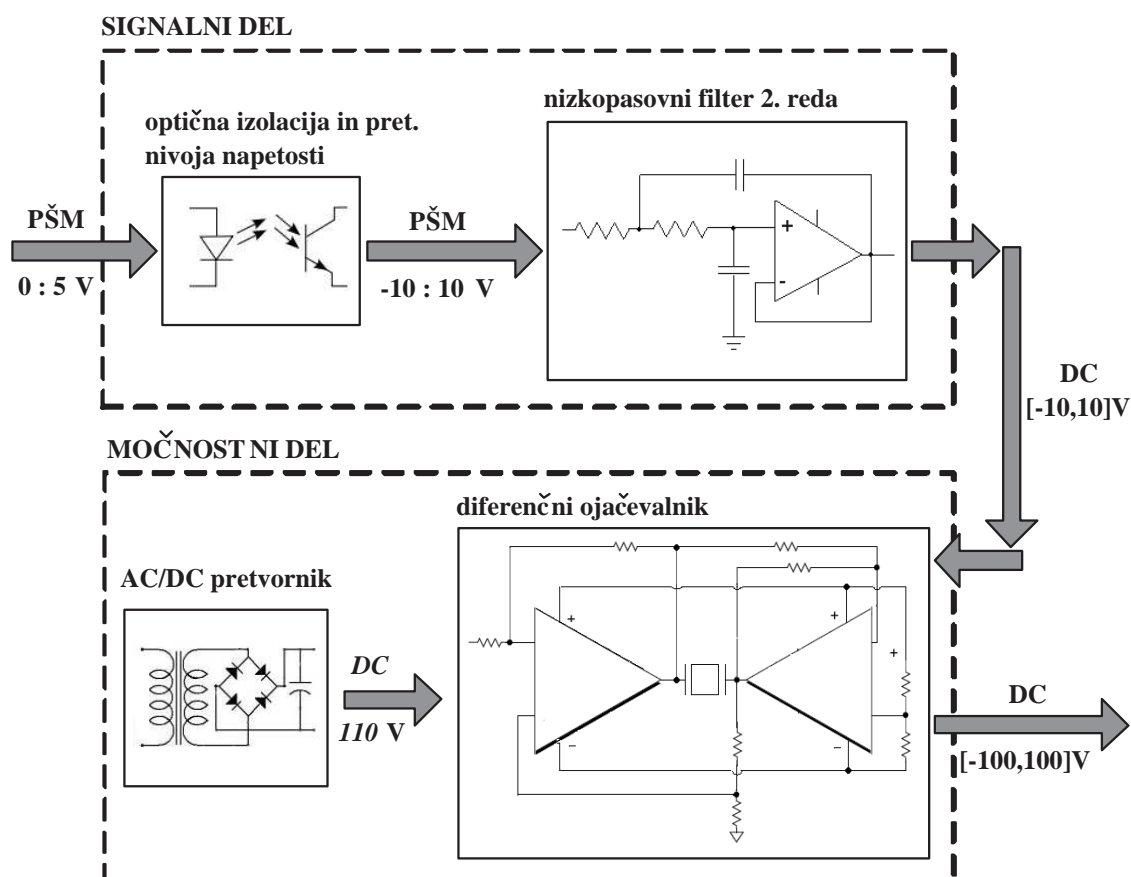 SIGNALNI DEL
nizkopasovni filter 2. reda
optična izolacija in pret.
nivoja napetosti
PŠM
0 : 5 V
PŠM
-10 : 10 V
+
-
DC
[-10,10]V
MOČNOST NI DEL
diferenčni ojačevalnik
AC/DC pretvornik
DC
110 V
+
−
+
−
+
DC
[-100,100]V